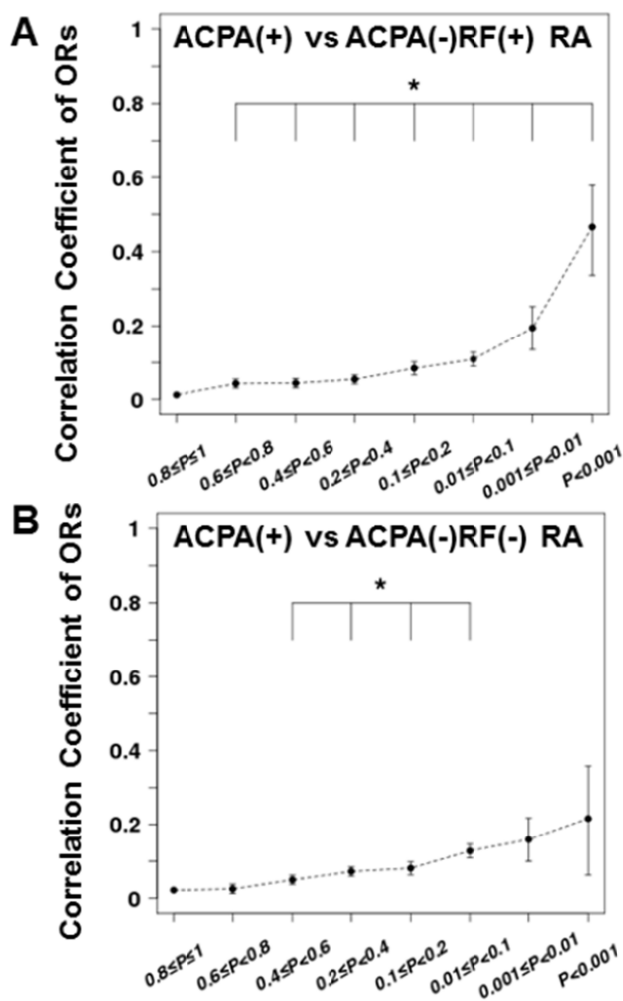 A
ACPA(+) vs ACPA(-)RF(+) RA
Correlation Coefficient of ORs
1
0.8
0.6
0.4
0.2
0
*
0.8≤P≤1
0.6≤P<0.8
0.4≤P<0.6
0.2≤P<0.4
0.1≤P<0.2
0.01≤P<0.1
0.001≤P<0.01
P<0.001
B
ACPA(+) vs ACPA(-)RF(-) RA
Correlation Coefficient of ORs
1
0.8
0.6
0.4
0.2
0
*
0.8≤P≤1
0.6≤P<0.8
0.4≤P<0.6
0.2≤P<0.4
0.1≤P<0.2
0.01≤P<0.1
0.001≤P<0.01
P<0.001